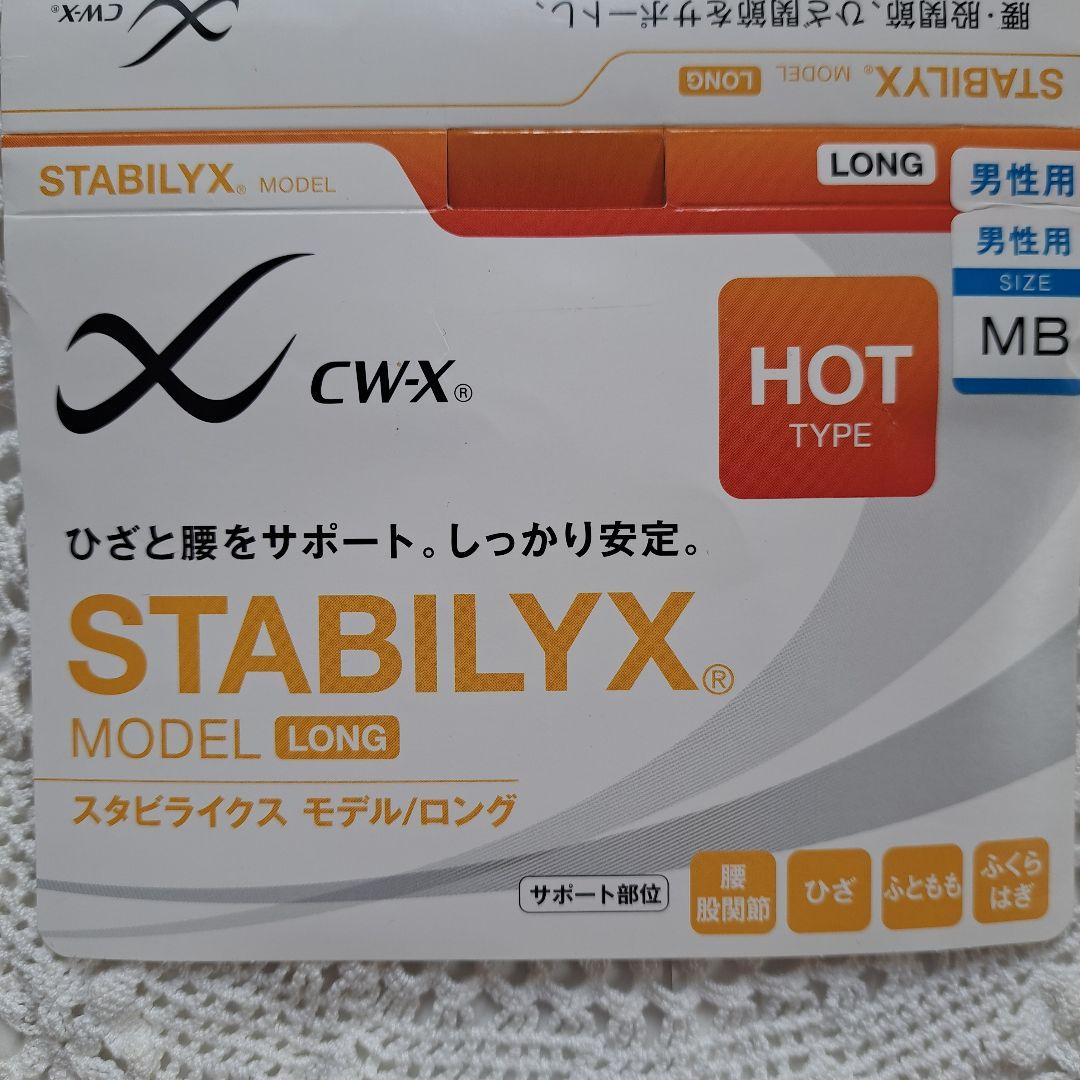 腰・股関節、ひざ関節をサポートし、
CW-X®
STABILYX® MODEL LONG
STABILYX® MODEL
LONG
男性用
男性用
SIZE
MB
CW-X®
HOT
TYPE
ひざと腰をサポート。しっかり安定。
STABILYX®
MODEL LONG
スタビライクス モデル/ロング
サポート部位
腰
股関節
ひざ
ふともも
ふくら
はぎ